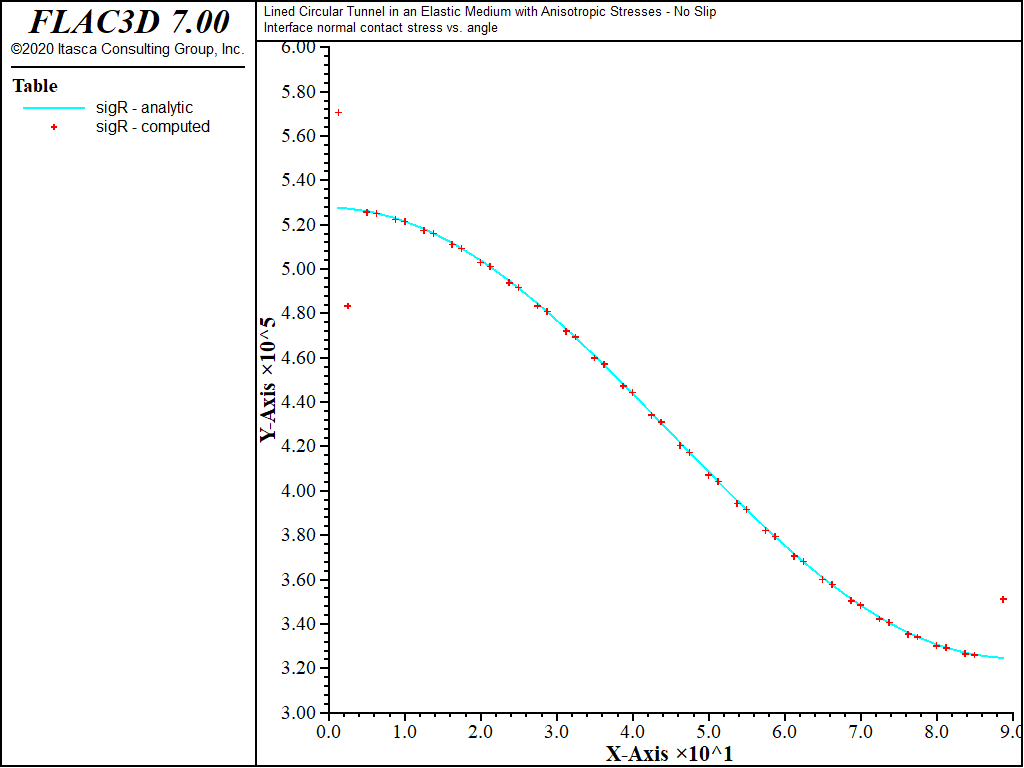 FLAC3D 7.00
©2020 Itasca Consulting Group, Inc.
Table
sigR - analytic
sigR - computed
Lined Circular Tunnel in an Elastic Medium with Anisotropic Stresses - No Slip
Interface normal contact stress vs. angle
6.00
5.80
5.60
5.40
5.20
5.00
4.80
4.60
4.40
4.20
4.00
3.80
3.60
3.40
3.20
3.00
Y-Axis ×10^5
0.0 1.0 2.0 3.0 4.0 5.0 6.0 7.0 8.0 9.0
X-Axis ×10^1